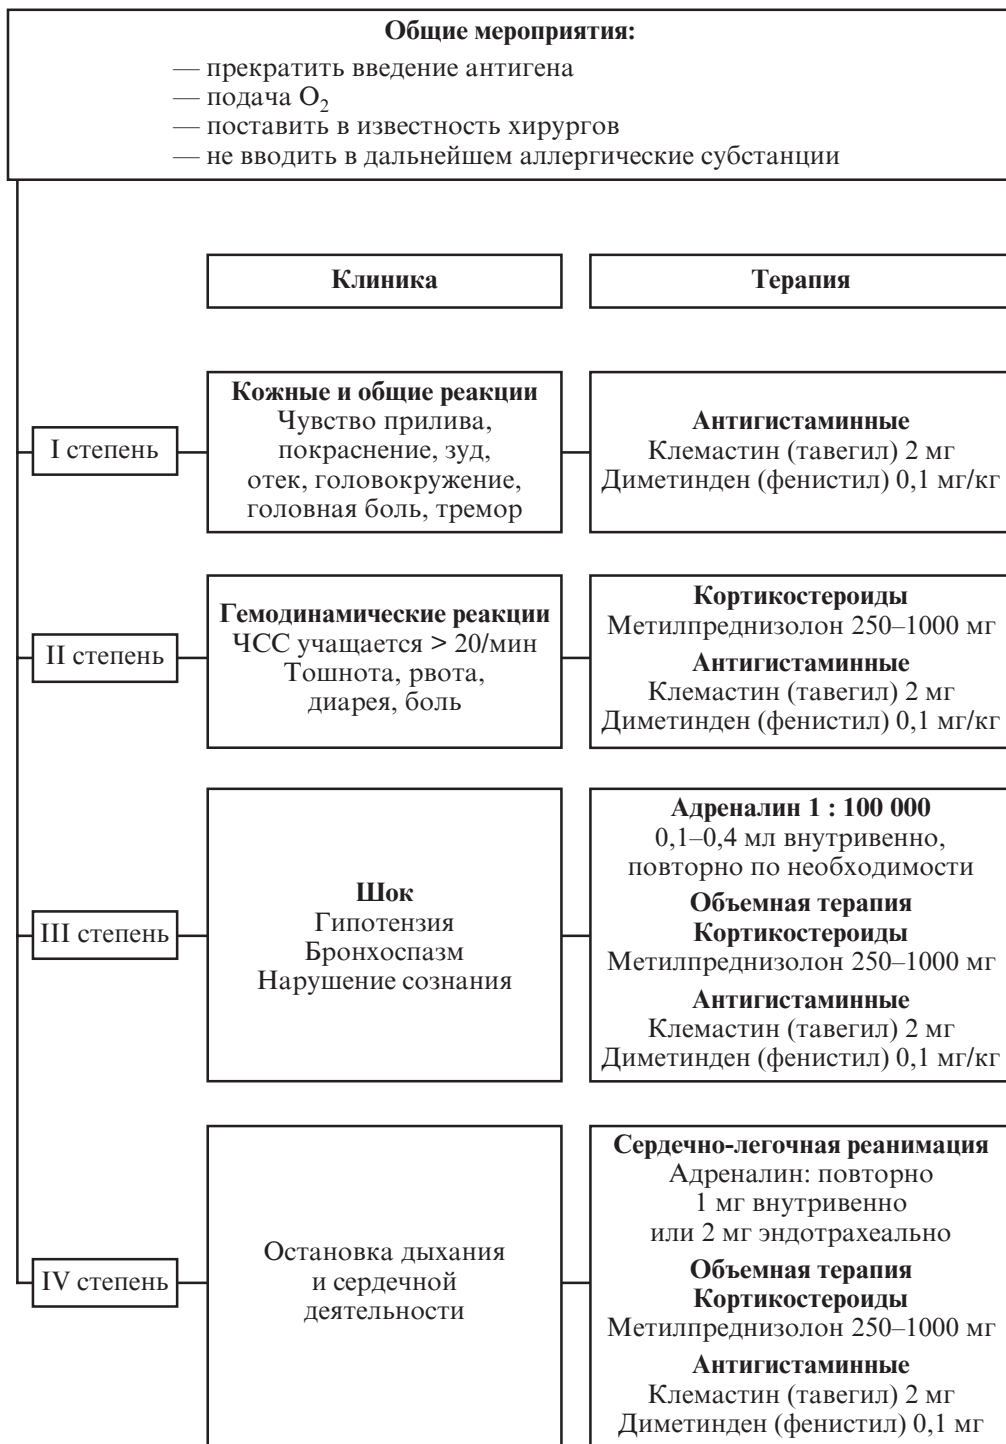 Общие мероприятия:
— прекратить введение антигена
— подача O₂
— поставить в известность хирургов
— не вводить в дальнейшем аллергические субстанции
Клиника
Терапия
I степень
Кожные и общие реакции
Чувство прилива,
покраснение, зуд,
отек, головокружение,
головная боль, тремор
Антигистаминные
Клемастин (тавегил) 2 мг
Диметинден (фенистил) 0,1 мг/кг
II степень
Гемодинамические реакции
ЧСС учащается > 20/мин
Тошнота, рвота,
диарея, боль
Кортикостероиды
Метилпреднизолон 250–1000 мг
Антигистаминные
Клемастин (тавегил) 2 мг
Диметинден (фенистил) 0,1 мг/кг
III степень
Шок
Гипотензия
Бронхоспазм
Нарушение сознания
Адреналин 1 : 100 000
0,1–0,4 мл внутривенно,
повторно по необходимости
Объемная терапия
Кортикостероиды
Метилпреднизолон 250–1000 мг
Антигистаминные
Клемастин (тавегил) 2 мг
Диметинден (фенистил) 0,1 мг/кг
IV степень
Остановка дыхания
и сердечной
деятельности
Сердечно-легочная реанимация
Адреналин: повторно
1 мг внутривенно
или 2 мг эндотрахеально
Объемная терапия
Кортикостероиды
Метилпреднизолон 250–1000 мг
Антигистаминные
Клемастин (тавегил) 2 мг
Диметинден (фенистил) 0,1 мг